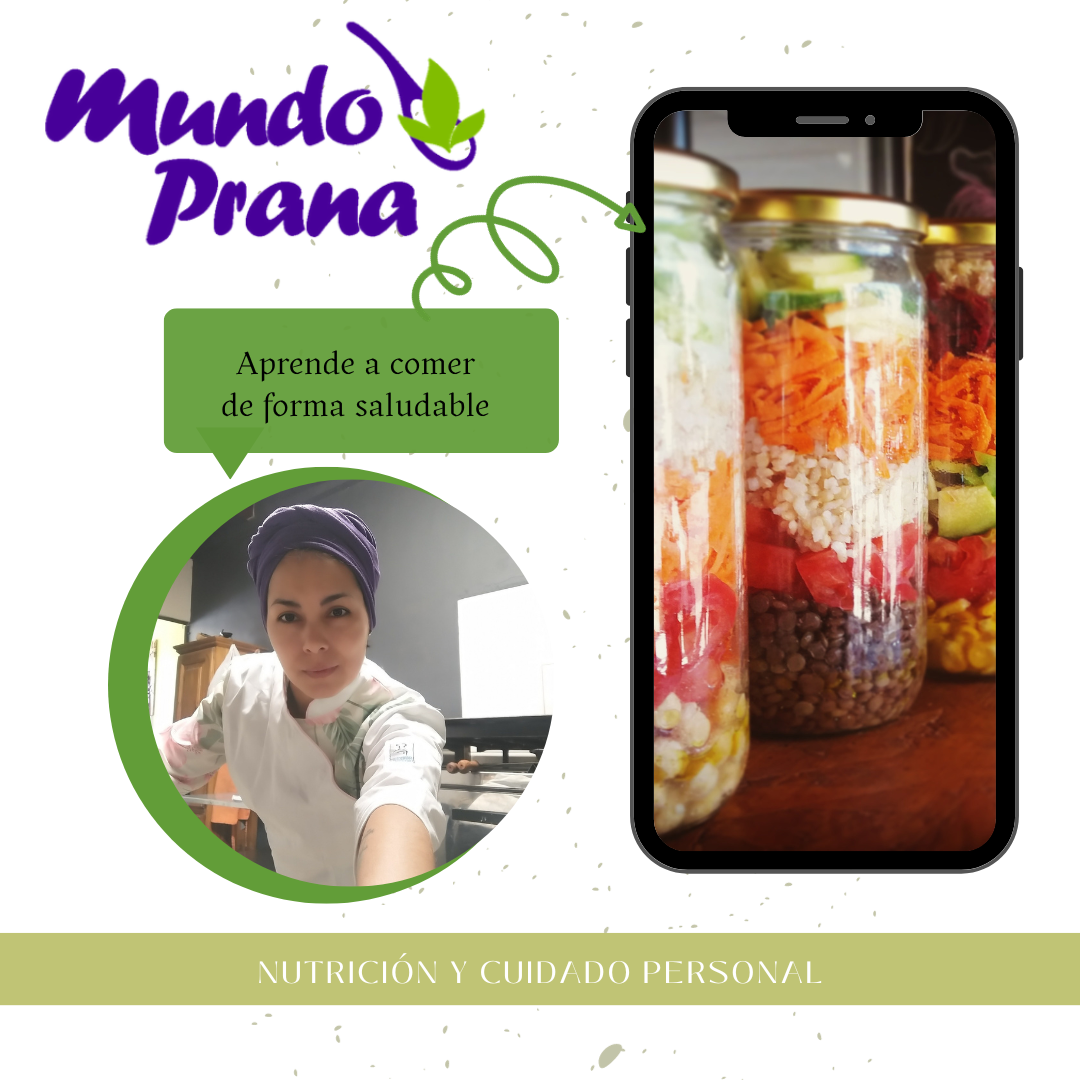 Mundo
Prana
Aprende a comer
de forma saludable
NUTRICIÓN Y CUIDADO PERSONAL